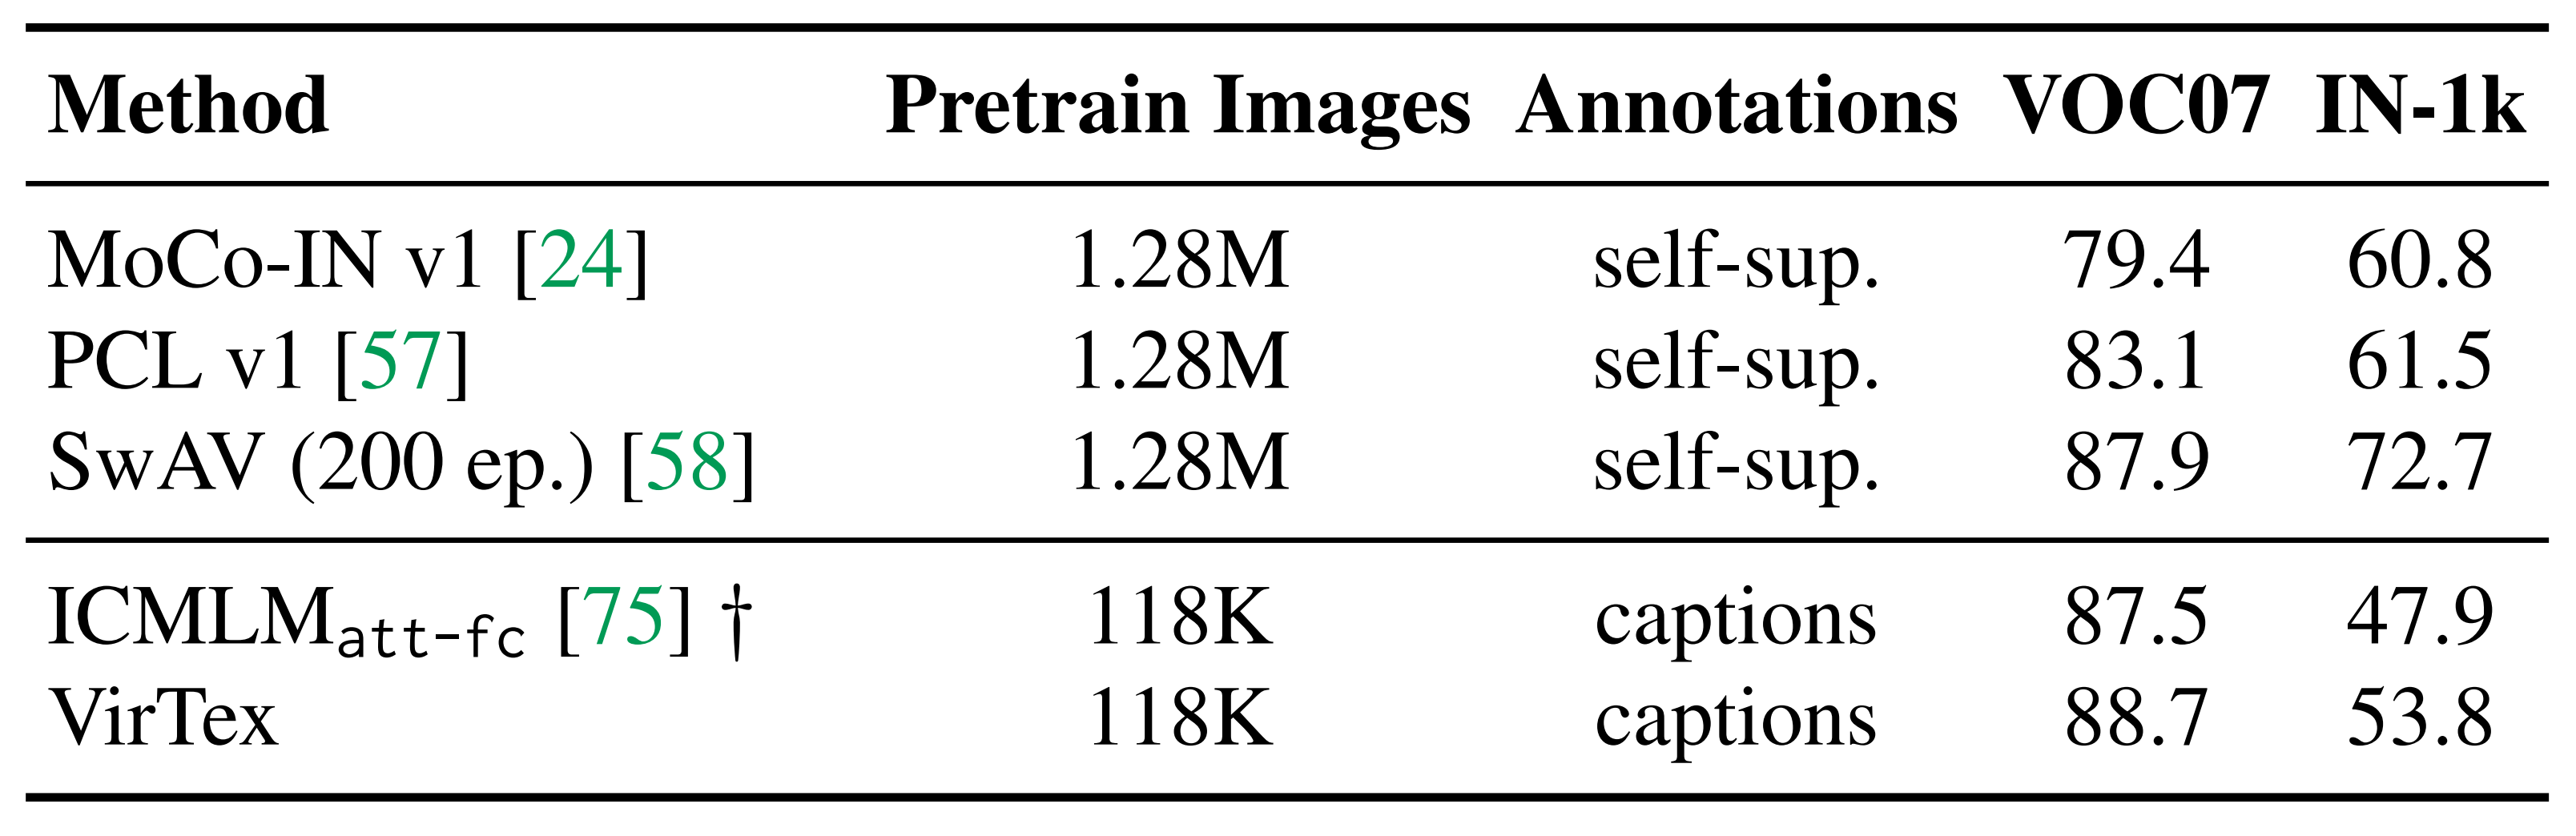 Method Pretrain Images Annotations VOC07 IN-1k
MoCo-IN v1 [24] 1.28M self-sup. 79.4 60.8
PCL v1 [57] 1.28M self-sup. 83.1 61.5
SwAV (200 ep.) [58] 1.28M self-sup. 87.9 72.7
ICMLMatt-fc [75] † 118K captions 87.5 47.9
VirTex 118K captions 88.7 53.8